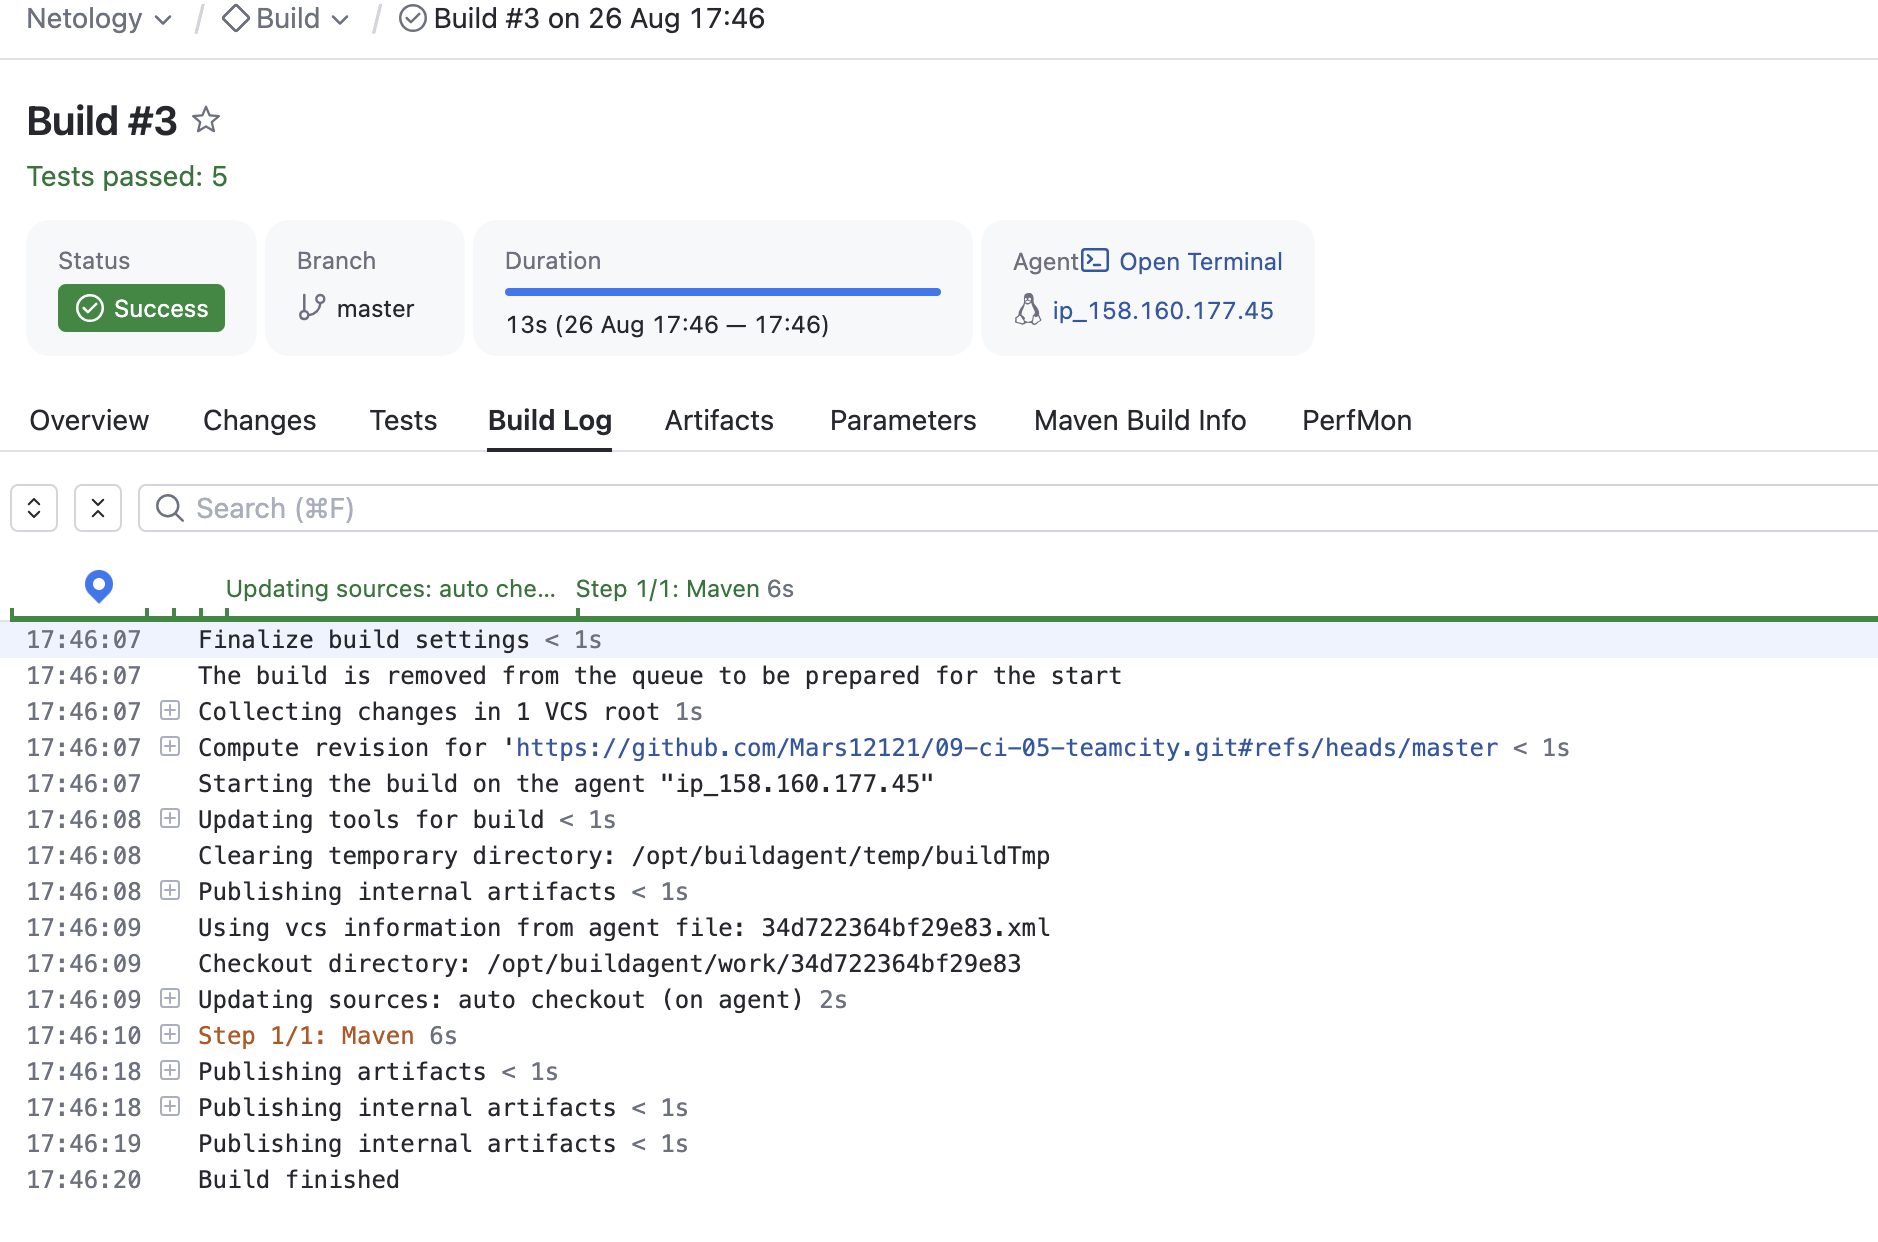 Netology / Build / Build #3 on 26 Aug 17:46
Build #3
Tests passed: 5
Status
Success
Branch
master
Duration
13s (26 Aug 17:46 — 17:46)
Agent Open Terminal
ip_158.160.177.45
Overview Changes Tests Build Log Artifacts Parameters Maven Build Info PerfMon
Search (⌘F)
Updating sources: auto che... Step 1/1: Maven 6s
17:46:07 Finalize build settings < 1s
17:46:07 The build is removed from the queue to be prepared for the start
17:46:07 Collecting changes in 1 VCS root 1s
17:46:07 Compute revision for 'https://github.com/Mars12121/09-ci-05-teamcity.git#refs/heads/master < 1s
17:46:07 Starting the build on the agent "ip_158.160.177.45"
17:46:08 Updating tools for build < 1s
17:46:08 Clearing temporary directory: /opt/buildagent/temp/buildTmp
17:46:08 Publishing internal artifacts < 1s
17:46:09 Using vcs information from agent file: 34d722364bf29e83.xml
17:46:09 Checkout directory: /opt/buildagent/work/34d722364bf29e83
17:46:09 Updating sources: auto checkout (on agent) 2s
17:46:10 Step 1/1: Maven 6s
17:46:18 Publishing artifacts < 1s
17:46:18 Publishing internal artifacts < 1s
17:46:19 Publishing internal artifacts < 1s
17:46:20 Build finished